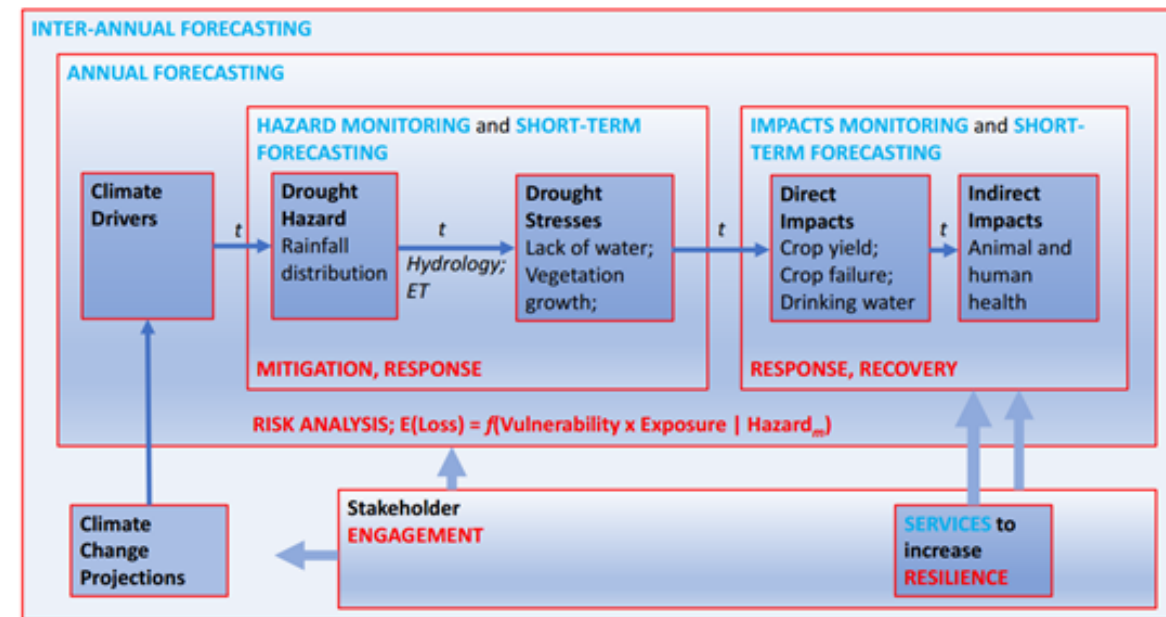 INTER-ANNUAL FORECASTING
ANNUAL FORECASTING
HAZARD MONITORING and SHORT-TERM
FORECASTING
IMPACTS MONITORING and SHORT-
TERM FORECASTING
Climate
Drivers
t
Drought
Hazard
Rainfall
distribution
t
Hydrology;
ET
Drought
Stresses
Lack of water;
Vegetation
growth;
t
Direct
Impacts
Crop yield;
Crop failure;
Drinking water
t
Indirect
Impacts
Animal and
human
health
MITIGATION, RESPONSE
RESPONSE, RECOVERY
RISK ANALYSIS; E(Loss) = f(Vulnerability x Exposure | Hazardm)
Climate
Change
Projections
Stakeholder
ENGAGEMENT
SERVICES to
increase
RESILIENCE